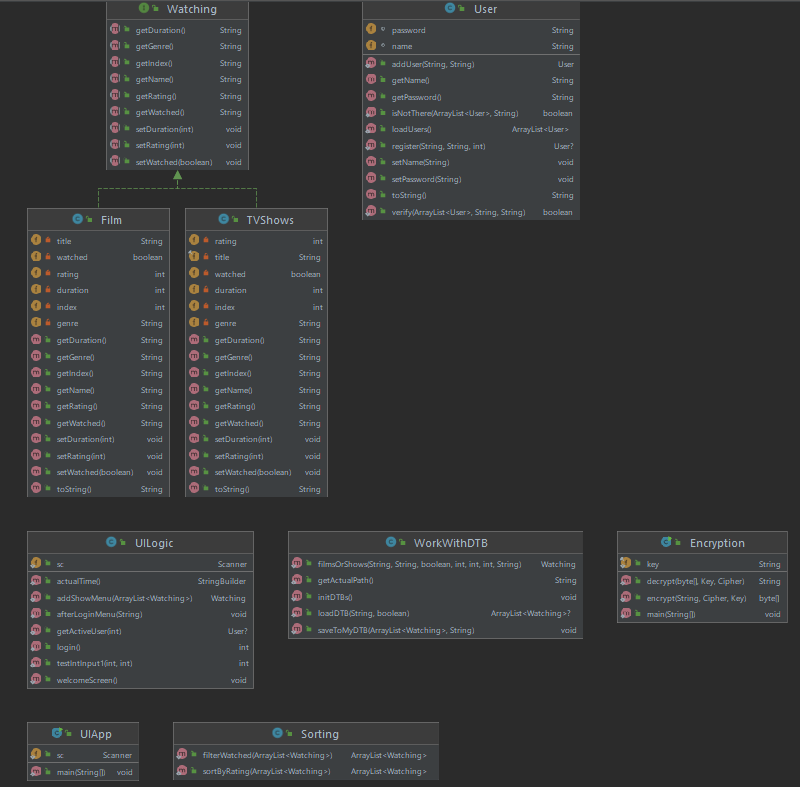 Watching
getDuration() String
getGenre() String
getIndex() String
getName() String
getRating() String
getWatched() String
setDuration(int) void
setRating(int) void
setWatched(boolean) void
User
password String
name String
addUser(String, String) User
getName() String
getPassword() String
isNotThere(ArrayList<User>, String) boolean
loadUsers() ArrayList<User>
register(String, String, int) User?
setName(String) void
setPassword(String) void
toString() String
verify(ArrayList<User>, String, String) boolean
Film
title String
watched boolean
rating int
duration int
index int
genre String
getDuration() String
getGenre() String
getIndex() String
getName() String
getRating() String
getWatched() String
setDuration(int) void
setRating(int) void
setWatched(boolean) void
toString() String
TVShows
rating int
title String
watched boolean
duration int
index int
genre String
getDuration() String
getGenre() String
getIndex() String
getName() String
getRating() String
getWatched() String
setDuration(int) void
setRating(int) void
setWatched(boolean) void
toString() String
UILogic
sc Scanner
actualTime() StringBuilder
addShowMenu(ArrayList<Watching>) Watching
afterLoginMenu(String) void
getActiveUser(int) User?
login() int
testIntInput1(int, int) int
welcomeScreen() void
WorkWithDTB
filmsOrShows(String, String, boolean, int, int, int, String) Watching
getActualPath() String
initDTBs() void
loadDTB(String, boolean) ArrayList<Watching>?
saveToMyDTB(ArrayList<Watching>, String) void
Encryption
key String
decrypt(byte[], Key, Cipher) String
encrypt(String, Cipher, Key) byte[]
main(String[]) void
UIApp
sc Scanner
main(String[]) void
Sorting
filterWatched(ArrayList<Watching>) ArrayList<Watching>
sortByRating(ArrayList<Watching>) ArrayList<Watching>